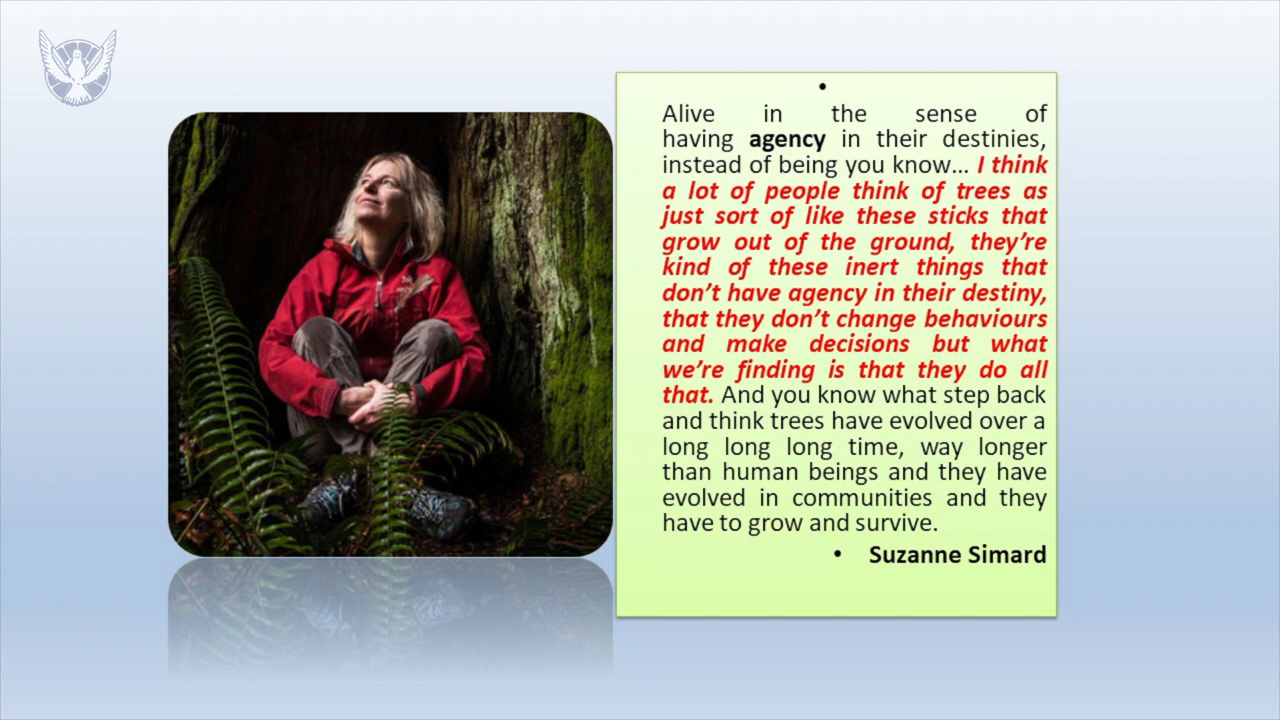 •
Alive in the sense of
having agency in their destinies,
instead of being you know... I think
a lot of people think of trees as
just sort of like these sticks that
grow out of the ground, they’re
kind of these inert things that
don’t have agency in their destiny,
that they don’t change behaviours
and make decisions but what
we’re finding is that they do all
that. And you know what step back
and think trees have evolved over a
long long long time, way longer
than human beings and they have
evolved in communities and they
have to grow and survive.
• Suzanne Simard